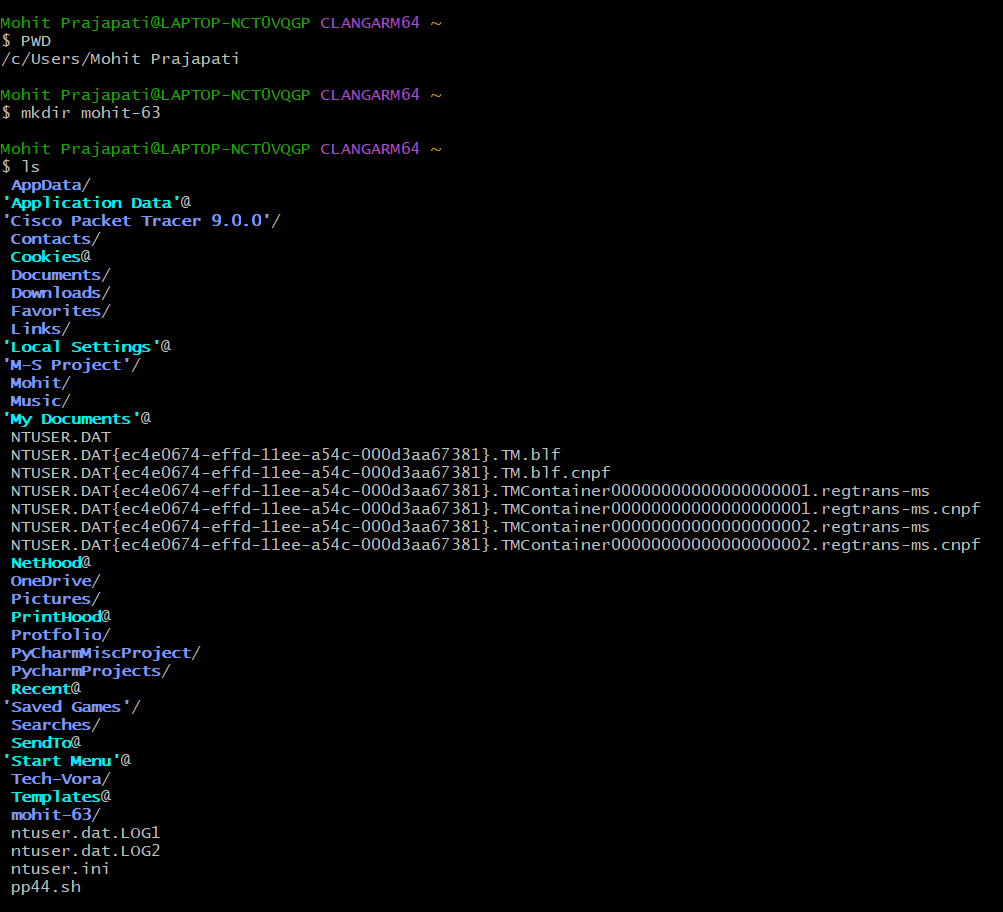 Mohit Prajapati@LAPTOP-NCT0VQGP CLANGARM64 ~
$ PWD
/c/Users/Mohit Prajapati
Mohit Prajapati@LAPTOP-NCT0VQGP CLANGARM64 ~
$ mkdir mohit-63
Mohit Prajapati@LAPTOP-NCT0VQGP CLANGARM64 ~
$ ls
AppData/
'Application Data'@
'Cisco Packet Tracer 9.0.0'/
Contacts/
Cookies@
Documents/
Downloads/
Favorites/
Links/
'Local Settings'@
'M-S Project'/
Mohit/
Music/
'My Documents'@
NTUSER.DAT
NTUSER.DAT{ec4e0674-effd-11ee-a54c-000d3aa67381}.TM.blf
NTUSER.DAT{ec4e0674-effd-11ee-a54c-000d3aa67381}.TM.blf.cnpf
NTUSER.DAT{ec4e0674-effd-11ee-a54c-000d3aa67381}.TMContainer00000000000000000001.regtrans-ms
NTUSER.DAT{ec4e0674-effd-11ee-a54c-000d3aa67381}.TMContainer00000000000000000001.regtrans-ms.cnpf
NTUSER.DAT{ec4e0674-effd-11ee-a54c-000d3aa67381}.TMContainer00000000000000000002.regtrans-ms
NTUSER.DAT{ec4e0674-effd-11ee-a54c-000d3aa67381}.TMContainer00000000000000000002.regtrans-ms.cnpf
NetHood@
OneDrive/
Pictures/
PrintHood@
Protfolio/
PyCharmMiscProject/
PycharmProjects/
Recent@
'Saved Games'/
Searches/
SendTo@
'Start Menu'@
Tech-Vora/
Templates@
mohit-63/
ntuser.dat.LOG1
ntuser.dat.LOG2
ntuser.ini
pp44.sh